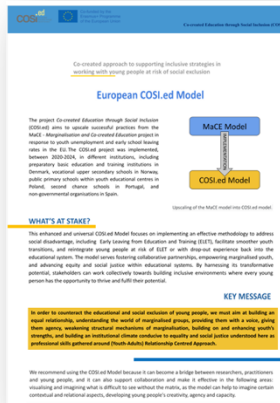 COSI.ed
Co-funded by the
Erasmus+ Programme
of the European Union
Co-created Education through Social Inclusion (COSI.ed)
Co-created approach to supporting inclusive strategies in
working with young people at risk of social exclusion
European COSI.ed Model
The project Co-created Education through Social Inclusion
(COSI.ed) aims to upscale successful practices from the
MaCE - Marginalisation and Co-created Education project in
response to youth unemployment and early school leaving
rates in the EU. The COSI.ed project was implemented,
between 2020-2024, in different institutions, including
preparatory basic education and training institutions in
Denmark, vocational upper secondary schools in Norway,
public primary schools within youth educational centres in
Poland, second chance schools in Portugal, and
non-governmental organisations in Spain.
MaCE Model
COSI.ed Model
Upscaling of the MaCE model into COSI.ed model.
WHAT'S AT STAKE?
This enhanced and universal COSI.ed Model focuses on implementing an effective methodology to address
social disadvantage, including Early Leaving from Education and Training (ELET), facilitate smoother youth
transitions, and reintegrate young people at risk of ELET or with drop-out experience back into the
educational system. The model serves fostering collaborative partnerships, empowering marginalised youth,
and advancing equity and social justice within educational systems. By harnessing its transformative
potential, stakeholders can work collectively towards building inclusive environments where every young
person has the opportunity to thrive and fulfil their potential.
KEY MESSAGE
In order to counteract the educational and social exclusion of young people, we must aim at building an
equal relationship, understanding the world of marginalised groups, providing them with a voice, giving
them agency, weakening structural mechanisms of marginalisation, building on and enhancing youth's
strengths, and building an institutional climate conducive to equality and social justice understood here as
professional skills gathered around (Youth-Adults) Relationship Centred Approach.
We recommend using the COSI.ed Model because it can become a bridge between researchers, practitioners
and young people, and it can also support collaboration and make it effective in the following areas:
visualising and imagining what is difficult to see without the matrix, as the model can help to imagine certain
contextual and relational aspects, developing young people's creativity, agency and capacity.